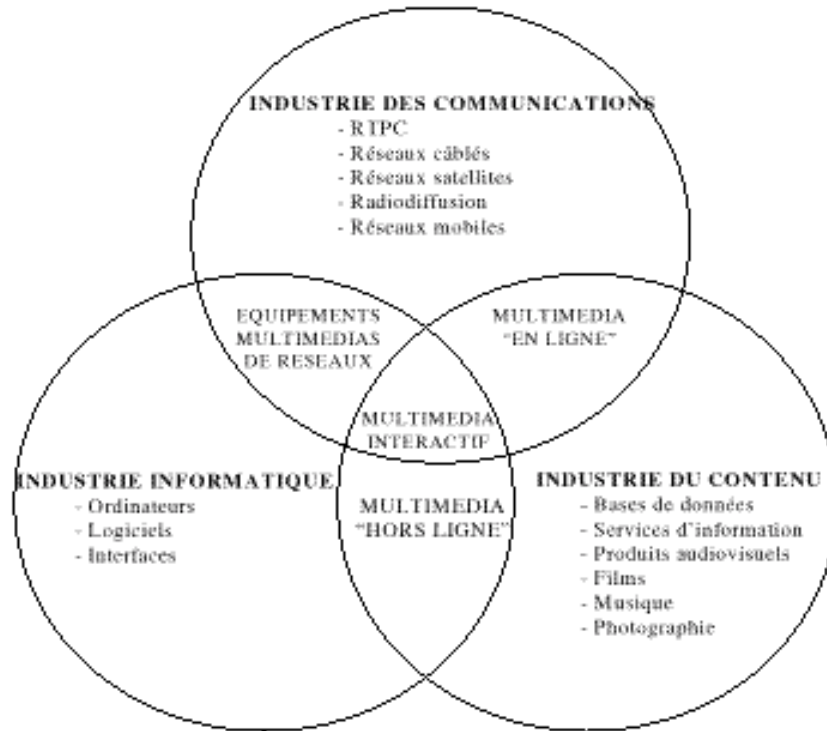 INDUSTRIE DES COMMUNICATIONS
- RTPC
- Réseaux câblés
- Réseaux satellites
- Radiodiffusion
- Réseaux mobiles
EQUIPEMENTS
MULTIMEDIAS
DE RESEAUX
MULTIMEDIA
"EN LIGNE"
MULTIMEDIA
INTERACTIF
INDUSTRIE INFORMATIQUE
- Ordinateurs
- Logiciels
- Interfaces
MULTIMEDIA
"HORS LIGNE"
INDUSTRIE DU CONTENU
- Bases de données
- Services d'information
- Produits audiovisuels
- Films
- Musique
- Photographie